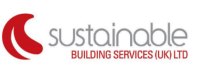 sustainable
BUILDING SERVICES (UK) LTD